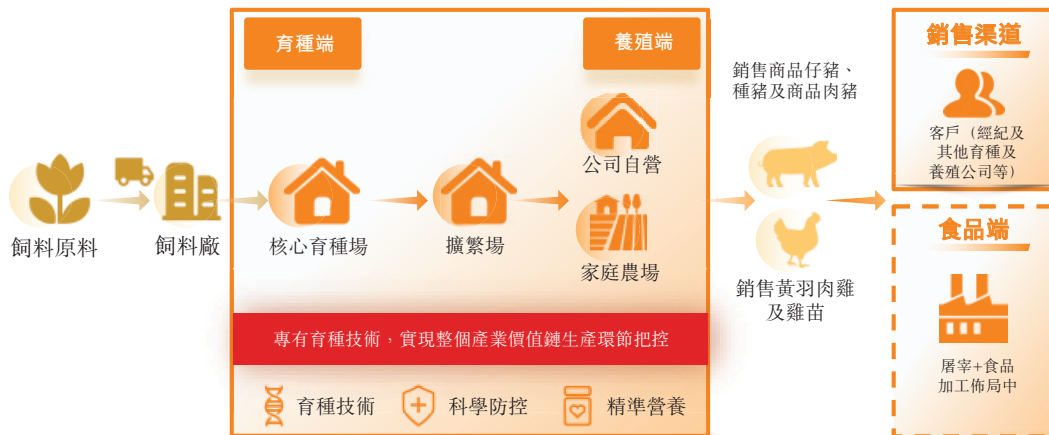 育種端
養殖端
銷售渠道
銷售商品仔豬、
種豬及商品肉豬
客戶（經紀及
其他育種及
養殖公司等）
公司自營
飼料原料
飼料廠
核心育種場
擴繁場
家庭農場
銷售黃羽肉雞
及雞苗
食品端
屠宰+食品
加工佈局中
專有育種技術，實現整個產業價值鏈生產環節把控
育種技術
科學防控
精準營養